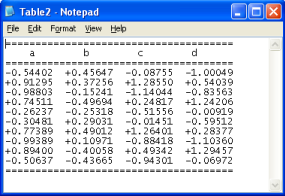 Table2 - Notepad
File Edit Format View Help
==================================
a b c d
==================================
-0.54402 +0.45647 -0.08755 -1.00049
+0.91295 +0.37256 +1.28550 +0.54039
-0.98803 -0.15241 -1.14044 -0.83563
+0.74511 -0.49694 +0.24817 +1.24206
-0.26237 -0.25318 -0.51556 -0.00919
-0.30481 +0.29031 -0.01451 -0.59512
+0.77389 +0.49012 +1.26401 +0.28377
-0.99389 +0.10971 -0.88418 -1.10360
+0.89400 -0.40058 +0.49342 +1.29457
-0.50637 -0.43665 -0.94301 -0.06972
==================================